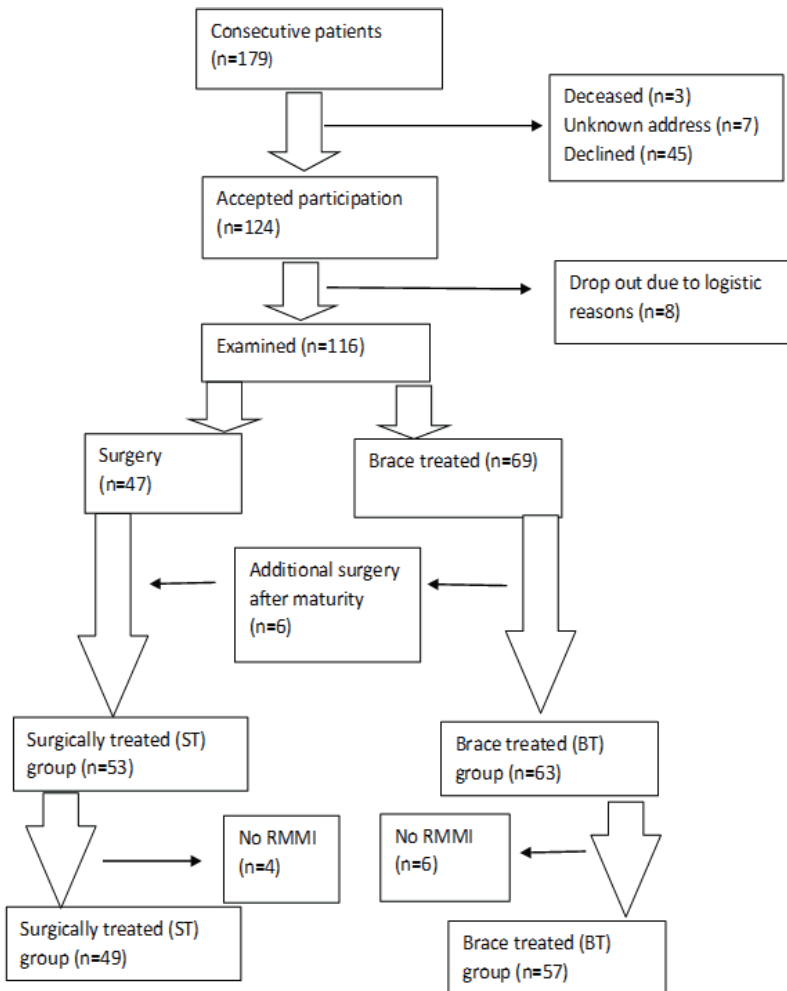 Consecutive patients
(n=179)
Deceased (n=3)
Unknown address (n=7)
Declined (n=45)
Accepted participation
(n=124)
Drop out due to logistic
reasons (n=8)
Examined (n=116)
Surgery
(n=47)
Brace treated (n=69)
Additional surgery
after maturity
(n=6)
Surgically treated (ST)
group (n=53)
Brace treated (BT)
group (n=63)
No RMMI
(n=4)
No RMMI
(n=6)
Surgically treated (ST)
group (n=49)
Brace treated (BT)
group (n=57)